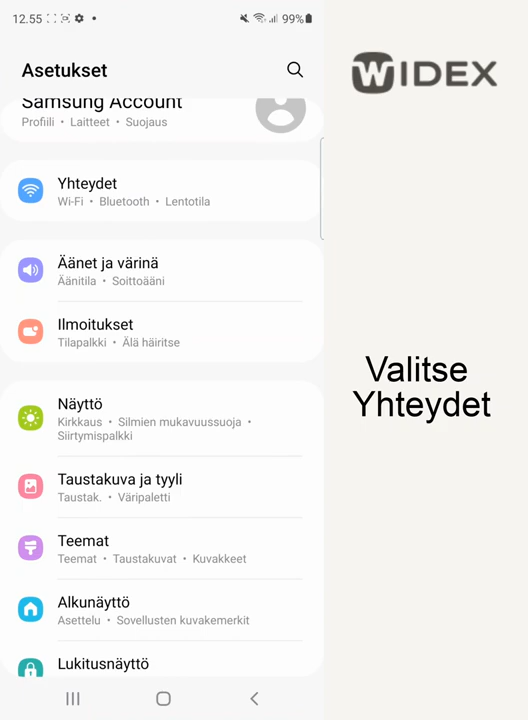 12.55
99%
Asetukset
WIDEX
Samsung Account
Profiili • Laitteet • Suojaus
Yhteydet
Wi-Fi • Bluetooth • Lentotila
Äänet ja värinä
Äänitila • Soittoääni
Ilmoitukset
Tilapalkki • Älä häiritse
Näyttö
Kirkkaus • Silmien mukavuussuoja •
Siirtymispalkki
Taustakuva ja tyyli
Taustak. • Väripaletti
Teemat
Teemat • Taustakuvat • Kuvakkeet
Alkunäyttö
Asettelu • Sovellusten kuvakemerkit
Lukitusnäyttö
Valitse
Yhteydet